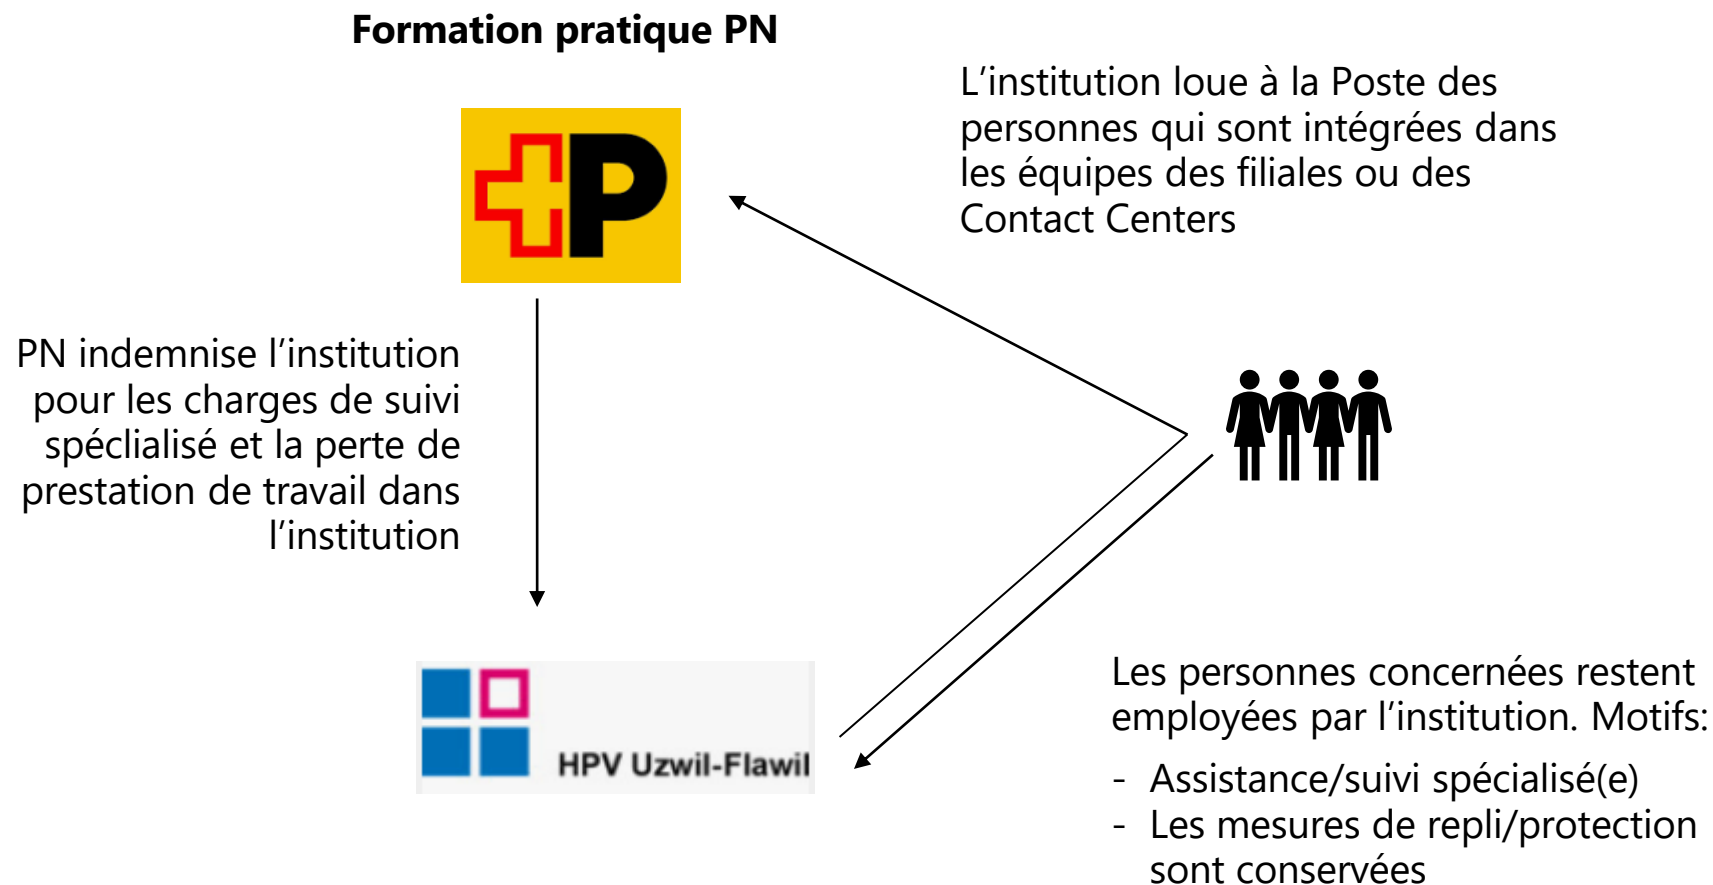 Formation pratique PN
L’institution loue à la Poste des
personnes qui sont intégrées dans
les équipes des filiales ou des
Contact Centers
P
PN indemnise l’institution
pour les charges de suivi
spéclialisé et la perte de
prestation de travail dans
l’institution
HPV Uzwil-Flawil
Les personnes concernées restent
employées par l’institution. Motifs:
- Assistance/suivi spécialisé(e)
- Les mesures de repli/protection
sont conservées